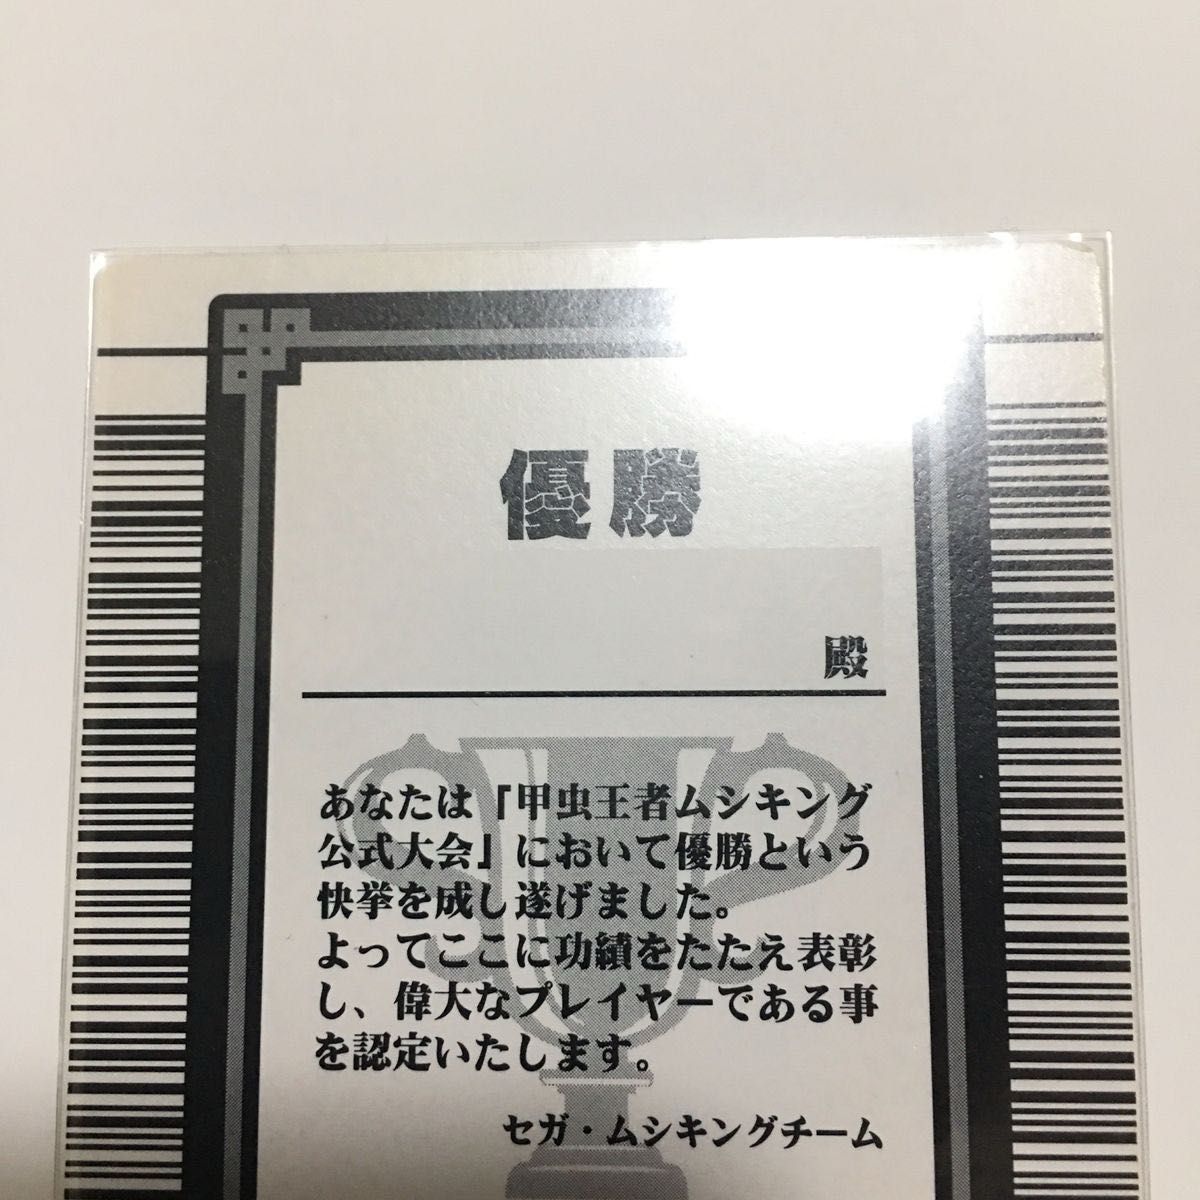 優勝
殿
あなたは「甲虫王者ムシキング
公式大会」において優勝という
快挙を成し遂げました。
よってここに功績をたたえ表彰
し、偉大なプレイヤーである事
を認定いたします。
セガ・ムシキングチーム